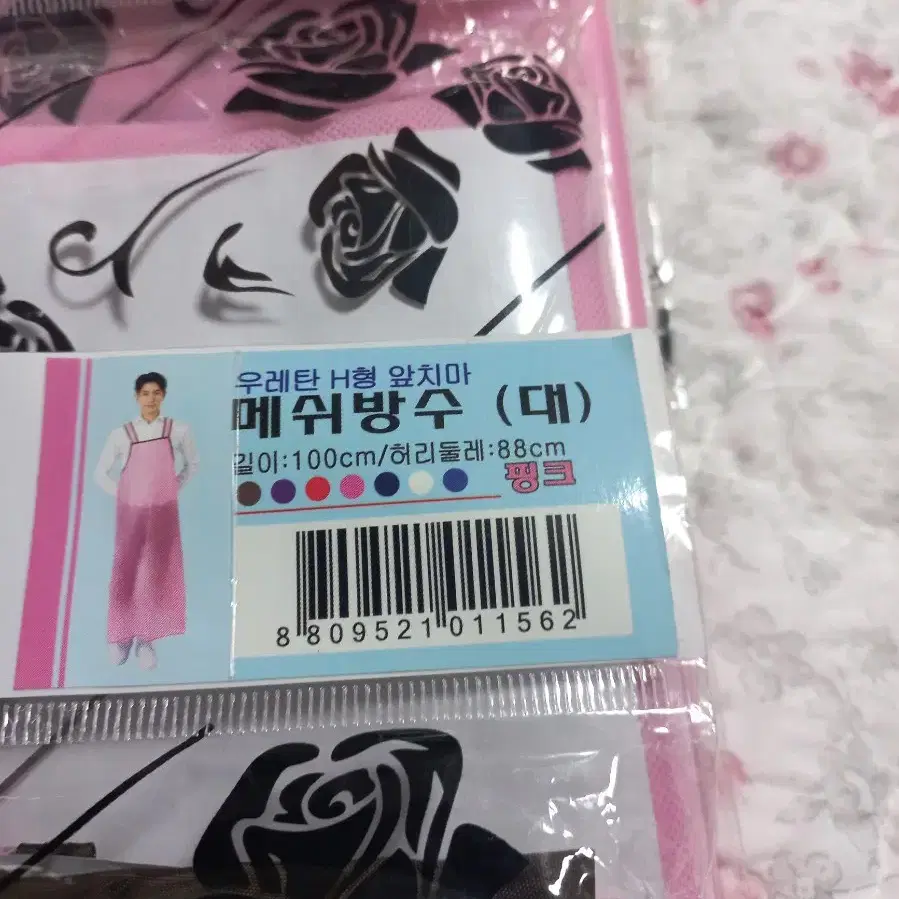 우레탄 H형 앞치마
메쉬방수 (대)
길이:100cm/허리둘레:88cm
핑크
8 809521 011562